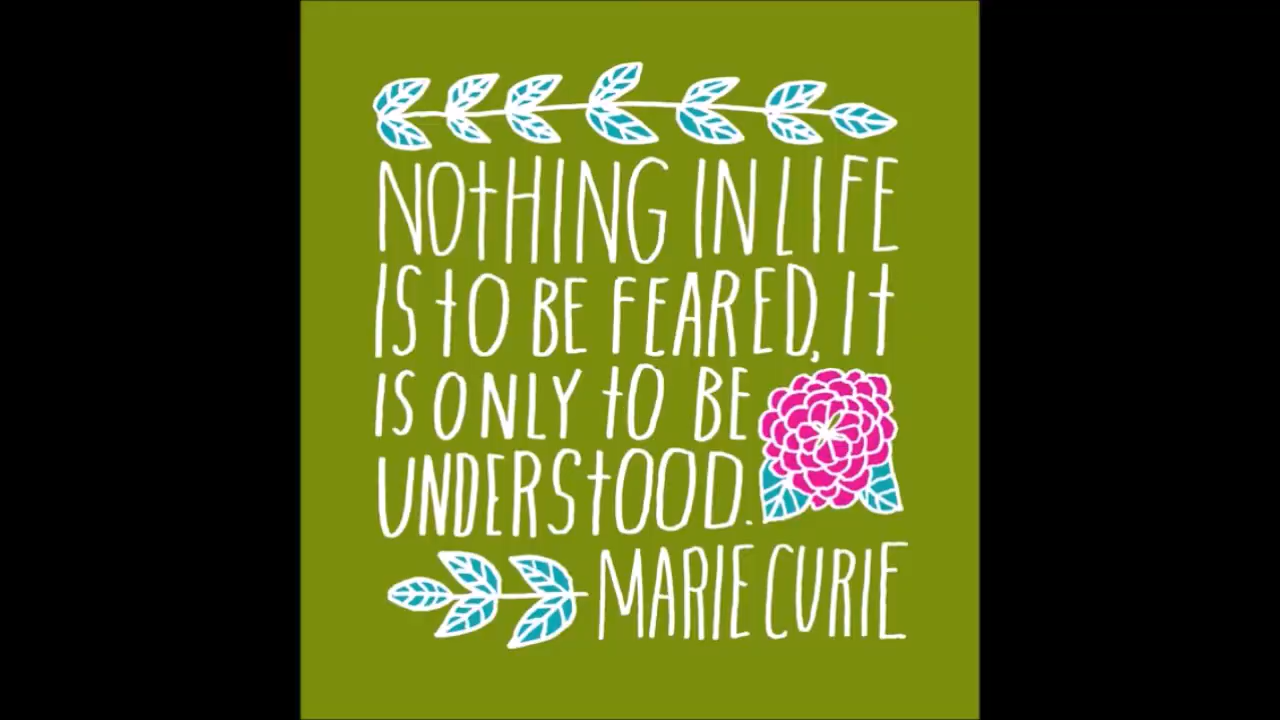 NOTHING IN LIFE
IS TO BE FEARED, IT
IS ONLY TO BE
UNDERSTOOD.
MARIE CURIE